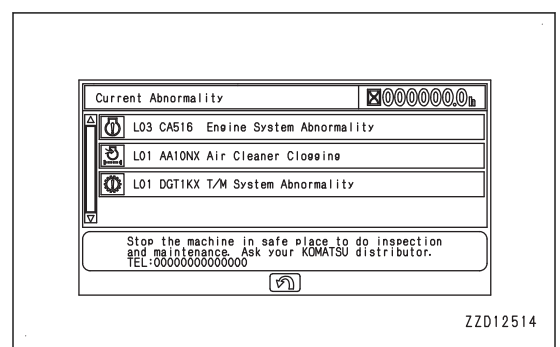 Current Abnormality
000000.0h
L03 CA516 Engine System Abnormality
L01 AA10NX Air Cleaner Clogging
L01 DGT1KX T/M System Abnormality
Stop the machine in safe place to do inspection
and maintenance. Ask your KOMATSU distributor.
TEL:00000000000000
ZZD12514